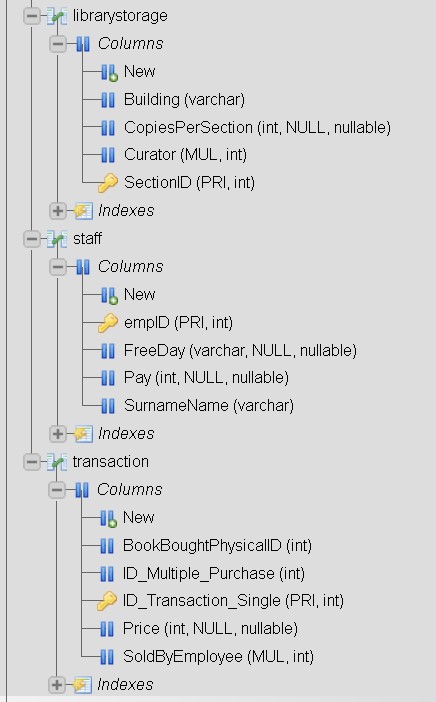 librarystorage
Columns
New
Building (varchar)
CopiesPerSection (int, NULL, nullable)
Curator (MUL, int)
SectionID (PRI, int)
Indexes
staff
Columns
New
empID (PRI, int)
FreeDay (varchar, NULL, nullable)
Pay (int, NULL, nullable)
SurnameName (varchar)
Indexes
transaction
Columns
New
BookBoughtPhysicalID (int)
ID_Multiple_Purchase (int)
ID_Transaction_Single (PRI, int)
Price (int, NULL, nullable)
SoldByEmployee (MUL, int)
Indexes